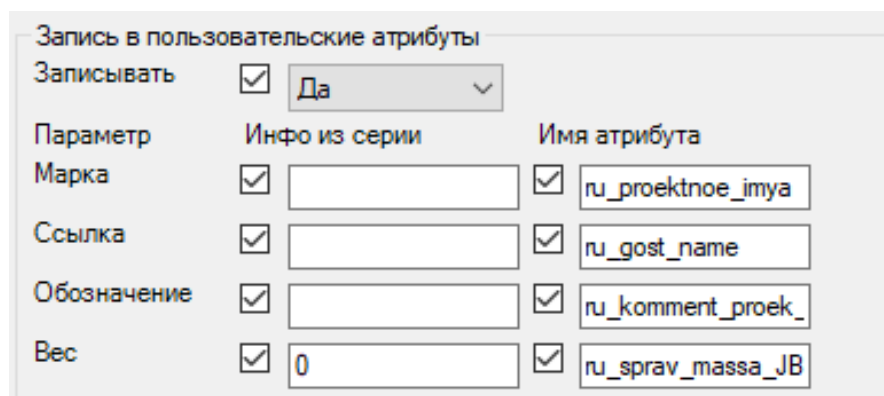 Запись в пользовательские атрибуты
Записывать Да
Параметр Инфо из серии Имя атрибута
Марка ru_proektnoe_imya
Ссылка ru_gost_name
Обозначение ru_komment_proek_
Вес 0 ru_sprav_massa_JB